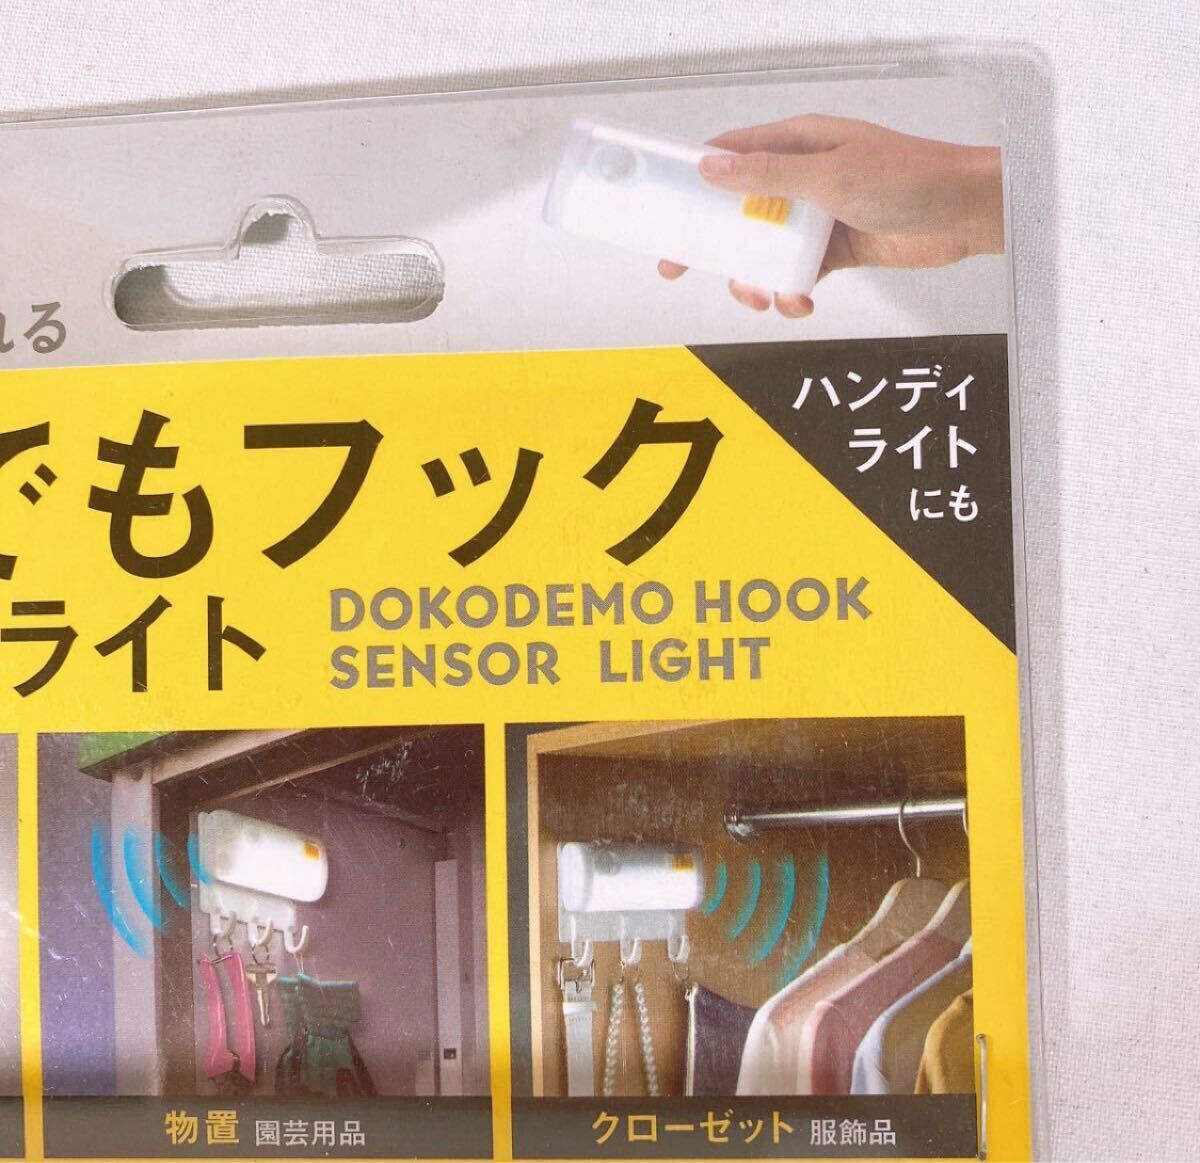 れる
ハンディ
ライト
にも
でもフック
ライト
DOKODEMO HOOK
SENSOR LIGHT
物置 園芸用品
クローゼット 服飾品